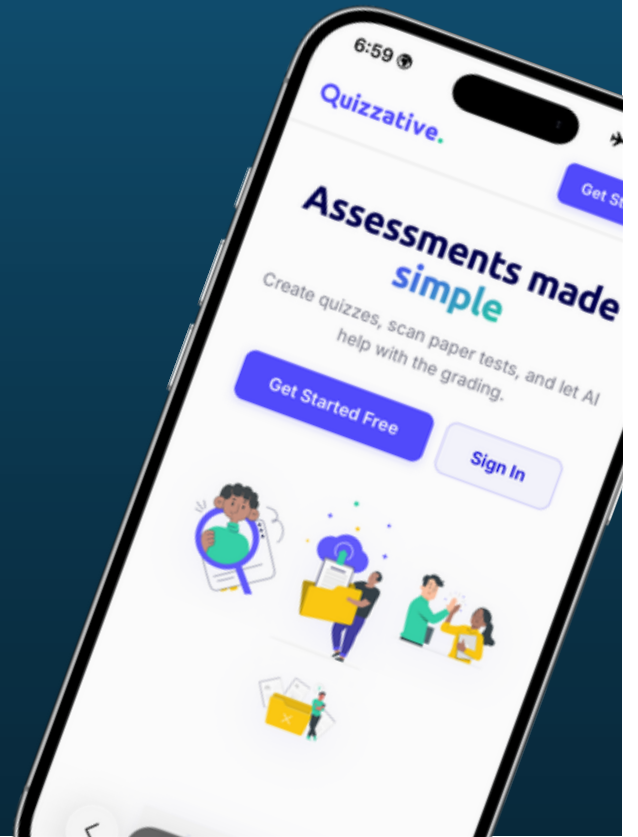 6:59
Quizzative.
Get St
Assessments made
simple
Create quizzes, scan paper tests, and let AI
help with the grading.
Get Started Free
Sign In